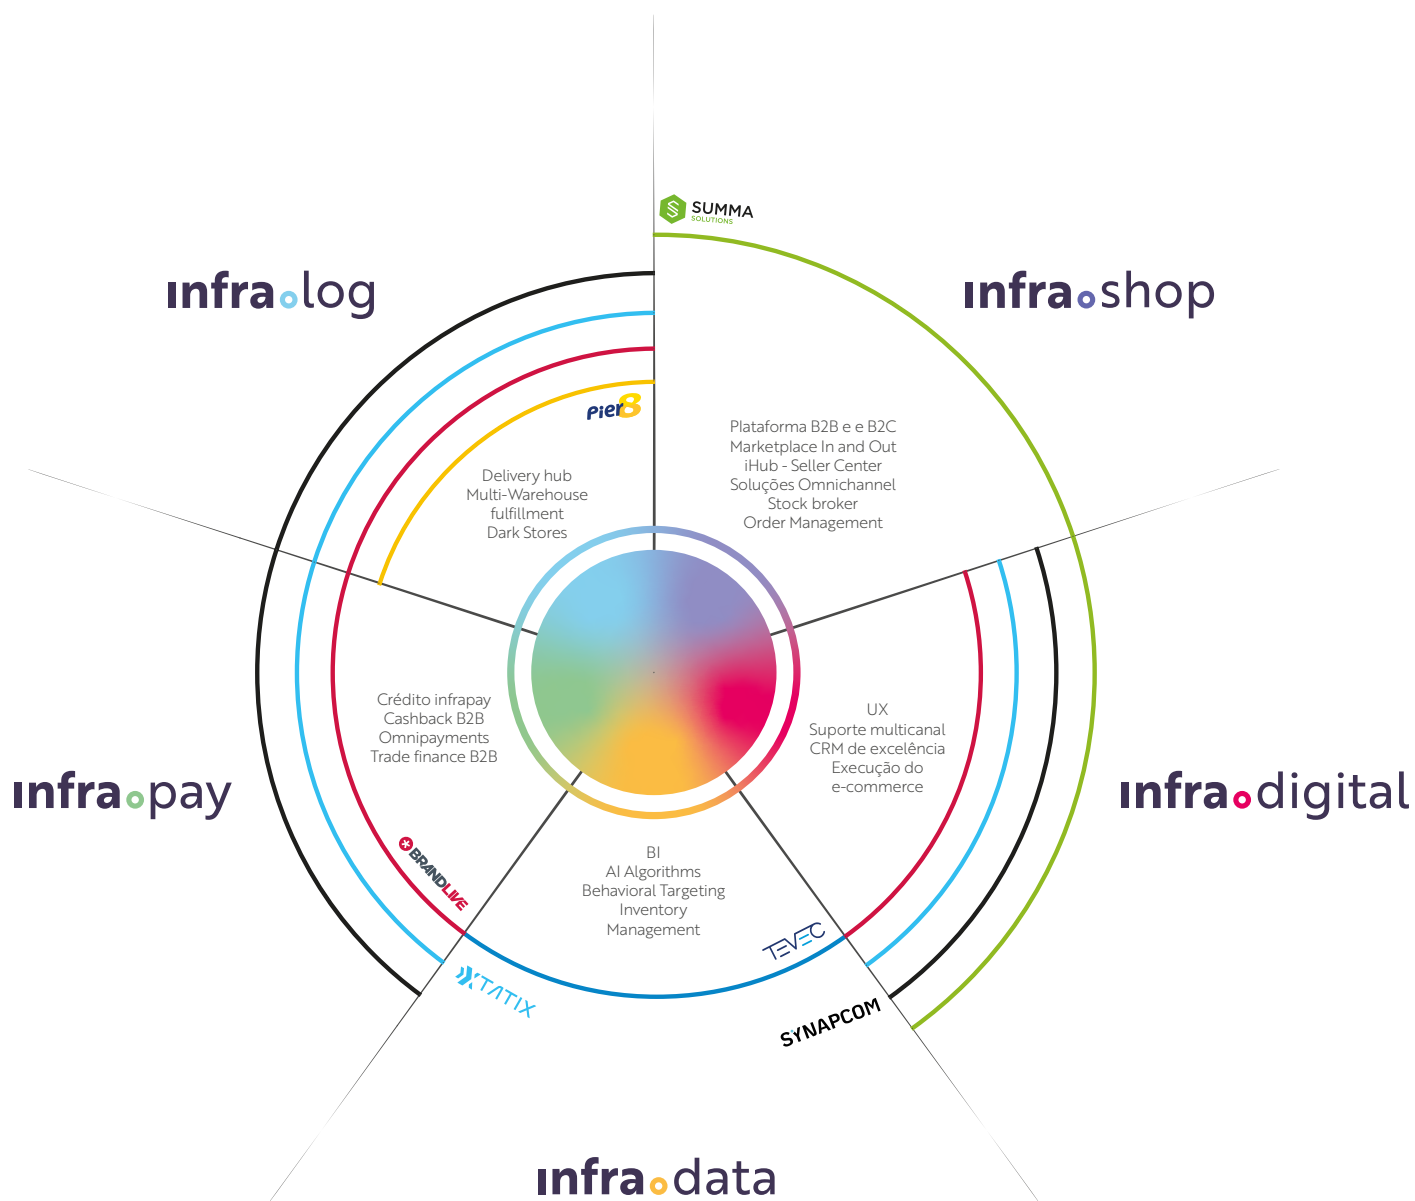 SUMMA
SOLUTIONS
infra.log
infra.shop
Pier8
Plataforma B2B e e B2C
Marketplace In and Out
iHub - Seller Center
Soluções Omnichannel
Stock broker
Order Management
Delivery hub
Multi-Warehouse
fulfillment
Dark Stores
Crédito infrapay
Cashback B2B
Omnipayments
Trade finance B2B
UX
Suporte multicanal
CRM de excelência
Execução do
e-commerce
infra.pay
infra.digital
BRANDLIVE
BI
AI Algorithms
Behavioral Targeting
Inventory
Management
TEVEC
XTATIX
SYNAPCOM
infra.data